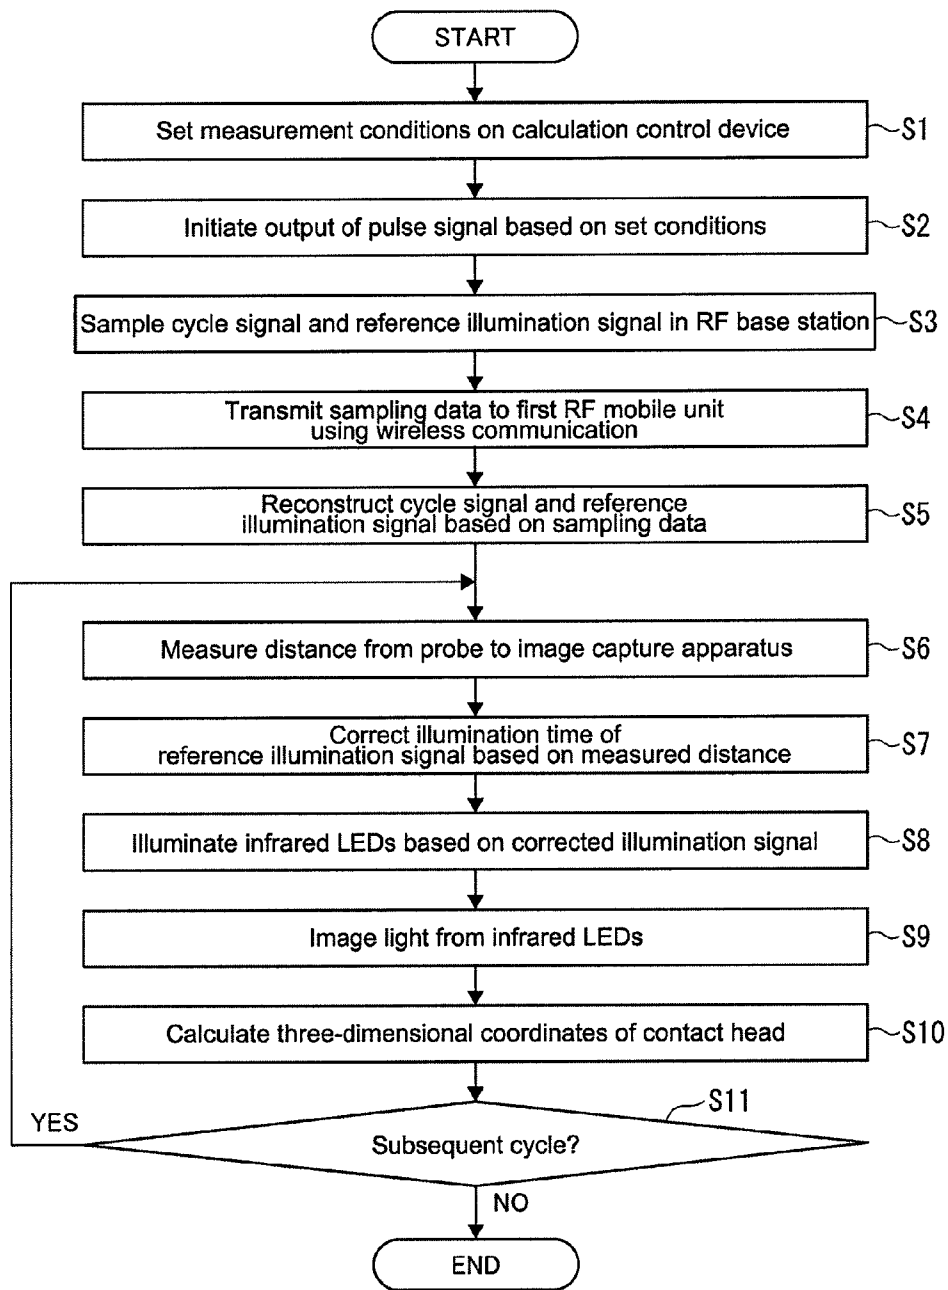 START
Set measurement conditions on calculation control device
S1
Initiate output of pulse signal based on set conditions
S2
Sample cycle signal and reference illumination signal in RF base station
S3
Transmit sampling data to first RF mobile unit
using wireless communication
S4
Reconstruct cycle signal and reference
illumination signal based on sampling data
S5
Measure distance from probe to image capture apparatus
S6
Correct illumination time of
reference illumination signal based on measured distance
S7
Illuminate infrared LEDs based on corrected illumination signal
S8
Image light from infrared LEDs
S9
Calculate three-dimensional coordinates of contact head
S10
S11
YES
Subsequent cycle?
NO
END